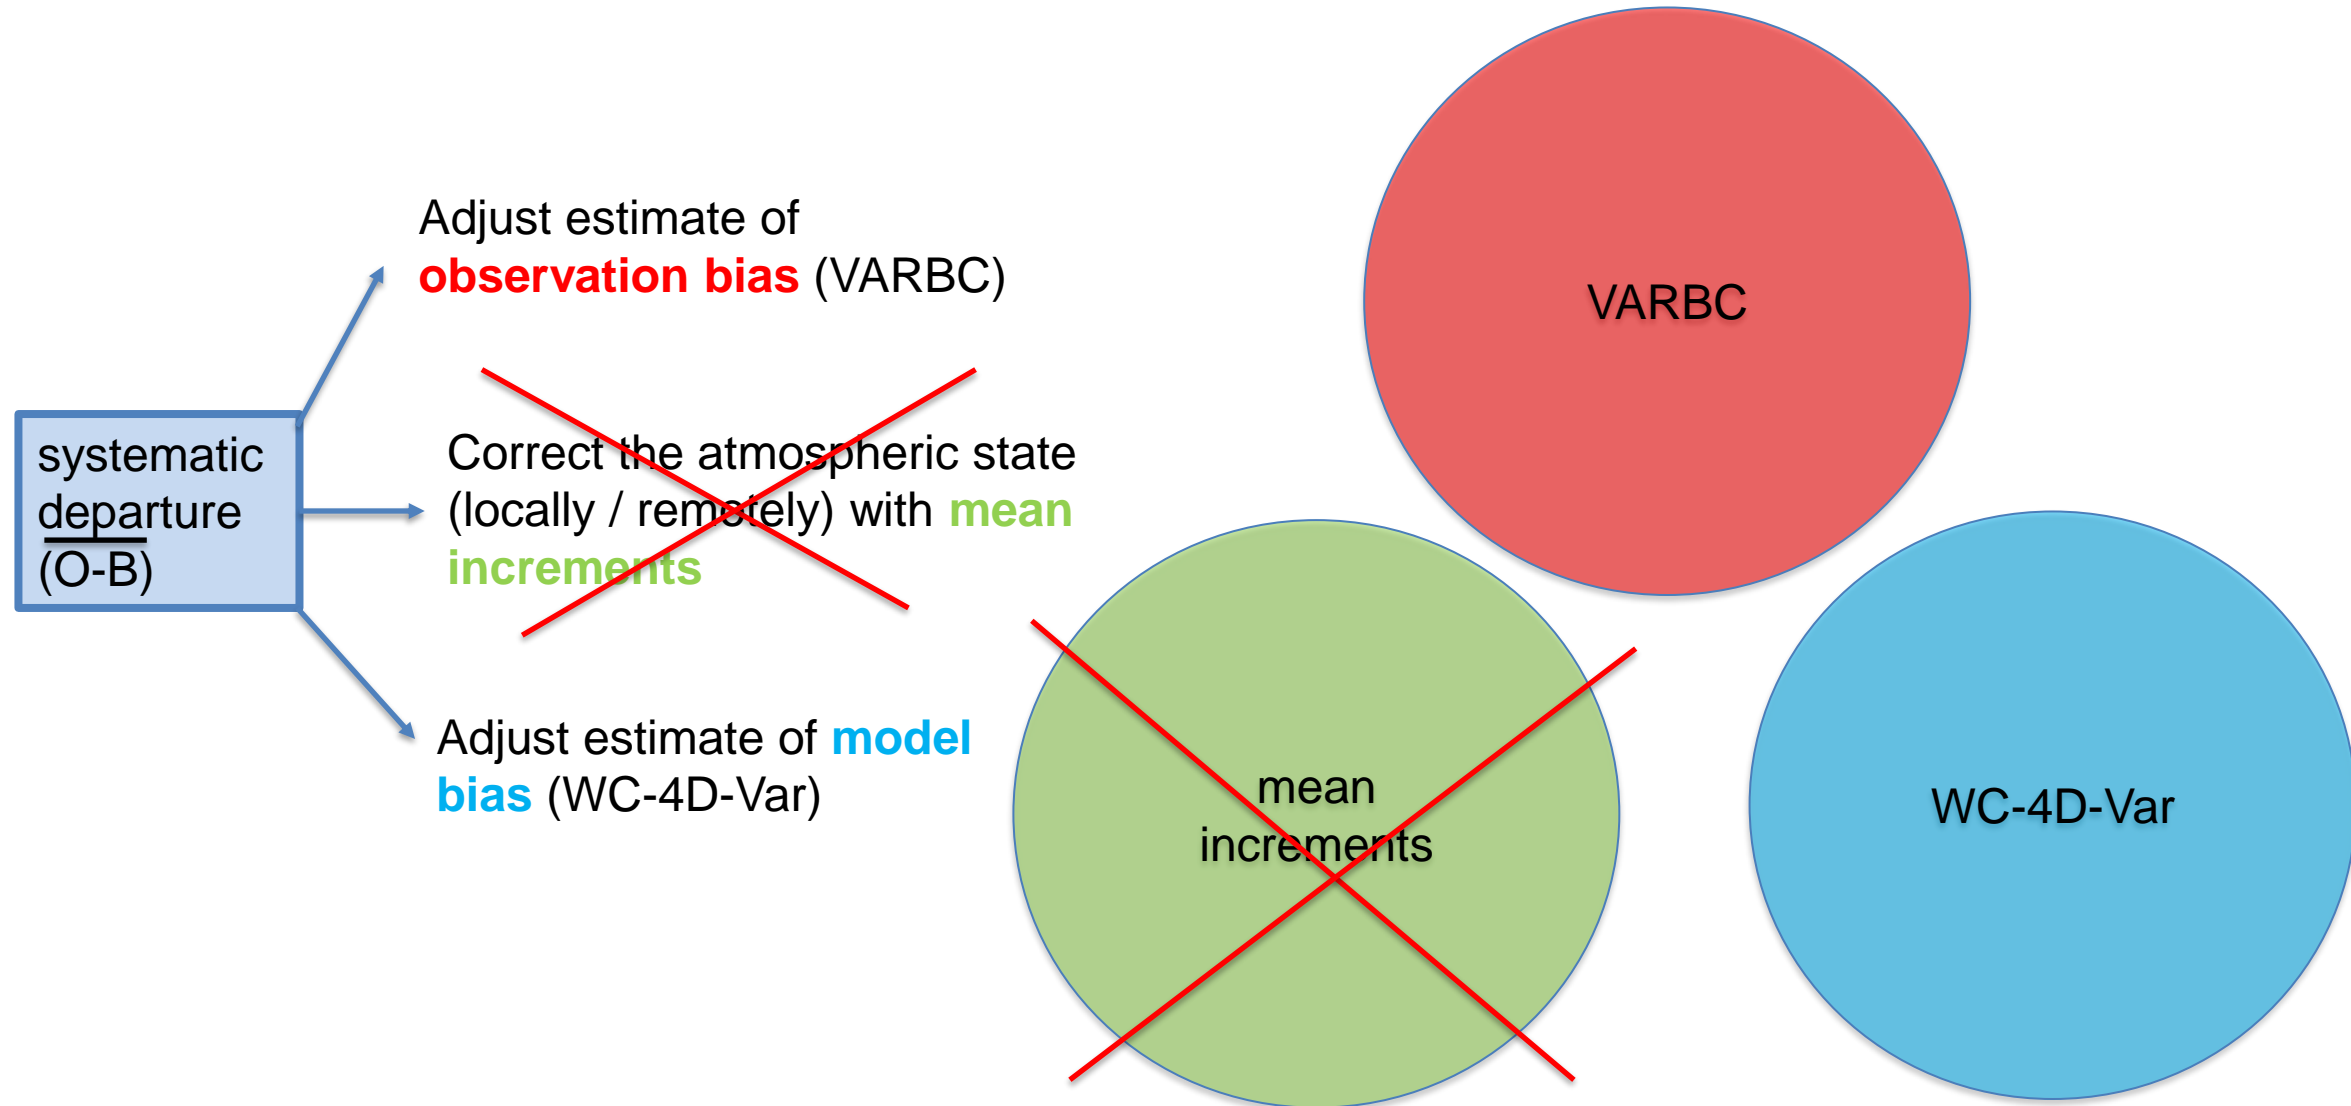 Adjust estimate of
observation bias (VARBC)
systematic
departure
(O-B)
Correct the atmospheric state
(locally / remotely) with mean
increments
Adjust estimate of model
bias (WC-4D-Var)
VARBC
mean
increments
WC-4D-Var